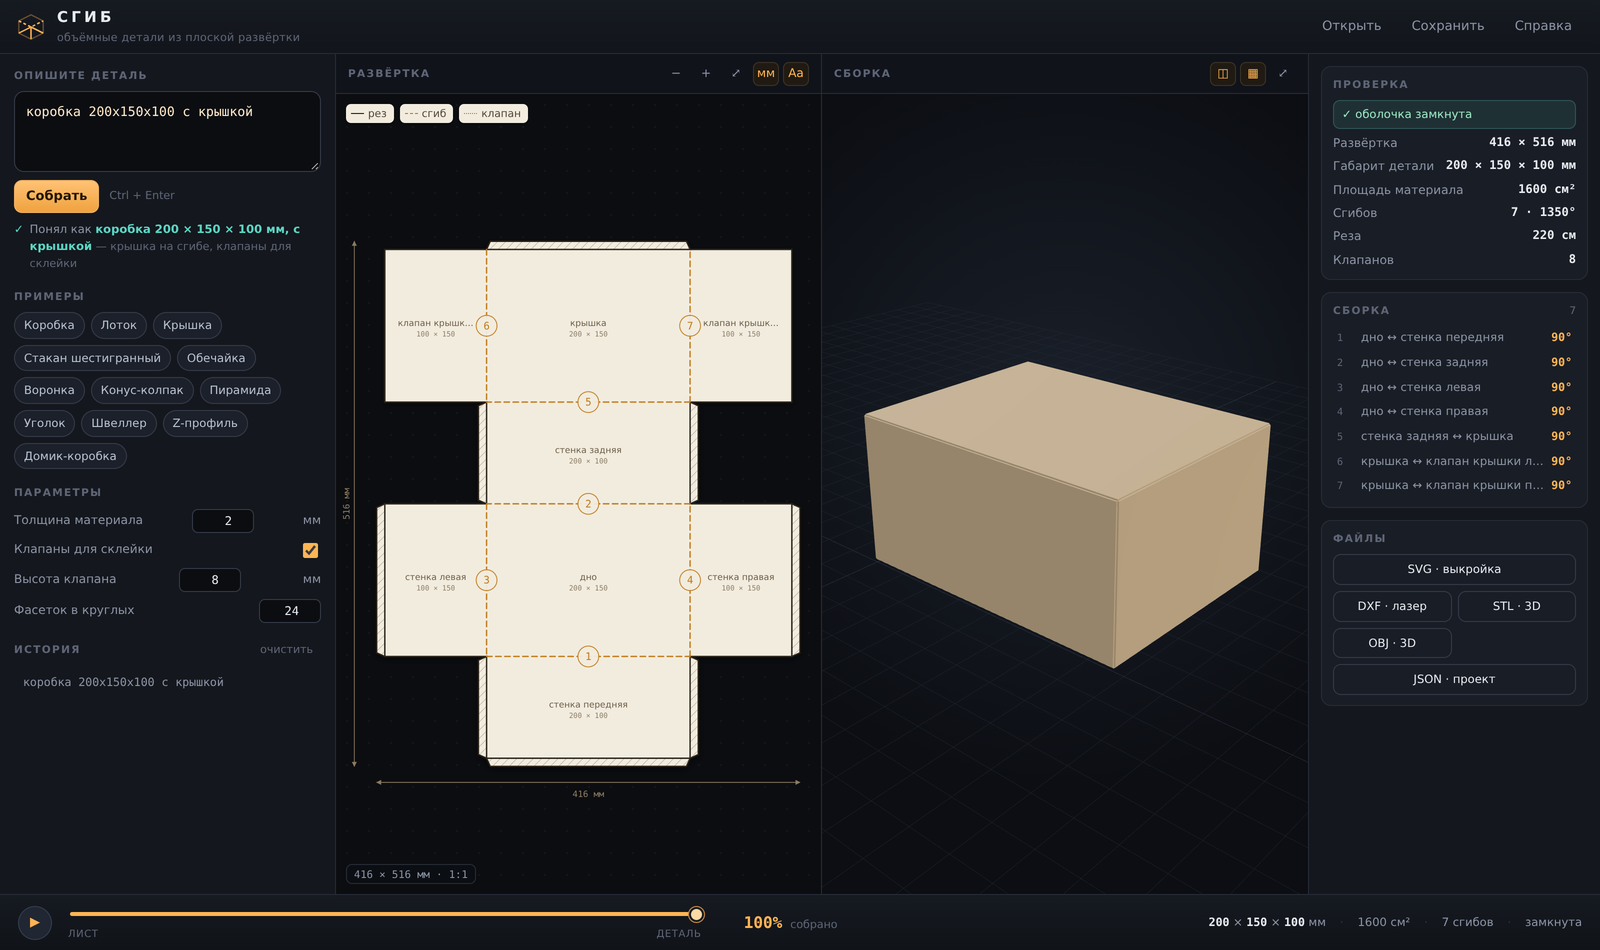 СГИБ
объёмные детали из плоской развёртки
Открыть Сохранить Справка
ОПИШИТЕ ДЕТАЛЬ
коробка 200x150x100 с крышкой
Собрать Ctrl + Enter
✓ Понял как коробка 200 × 150 × 100 мм, с
крышкой — крышка на сгибе, клапаны для
склейки
ПРИМЕРЫ
Коробка Лоток Крышка
Стакан шестигранный Обечайка
Воронка Конус-колпак Пирамида
Уголок Швеллер Z-профиль
Домик-коробка
ПАРАМЕТРЫ
Толщина материала 2 мм
Клапаны для склейки
Высота клапана 8 мм
Фасеток в круглых 24
ИСТОРИЯ очистить
коробка 200x150x100 с крышкой
РАЗВЁРТКА − + ⤢ мм Aa
рез сгиб клапан
клапан крышк… 6 крышка 7 клапан крышк…
100 × 150 200 × 150 100 × 150
5
стенка задняя
200 × 100
516 мм
2
стенка левая 3 дно 4 стенка правая
100 × 150 200 × 150 100 × 150
1
стенка передняя
200 × 100
416 мм
416 × 516 мм · 1:1
СБОРКА
ПРОВЕРКА
✓ оболочка замкнута
Развёртка 416 × 516 мм
Габарит детали 200 × 150 × 100 мм
Площадь материала 1600 см²
Сгибов 7 · 1350°
Реза 220 см
Клапанов 8
СБОРКА 7
1 дно ↔ стенка передняя 90°
2 дно ↔ стенка задняя 90°
3 дно ↔ стенка левая 90°
4 дно ↔ стенка правая 90°
5 стенка задняя ↔ крышка 90°
6 крышка ↔ клапан крышки л… 90°
7 крышка ↔ клапан крышки п… 90°
ФАЙЛЫ
SVG · выкройка
DXF · лазер STL · 3D
OBJ · 3D
JSON · проект
ЛИСТ ДЕТАЛЬ
100% собрано
200 × 150 × 100 мм · 1600 см² · 7 сгибов · замкнута